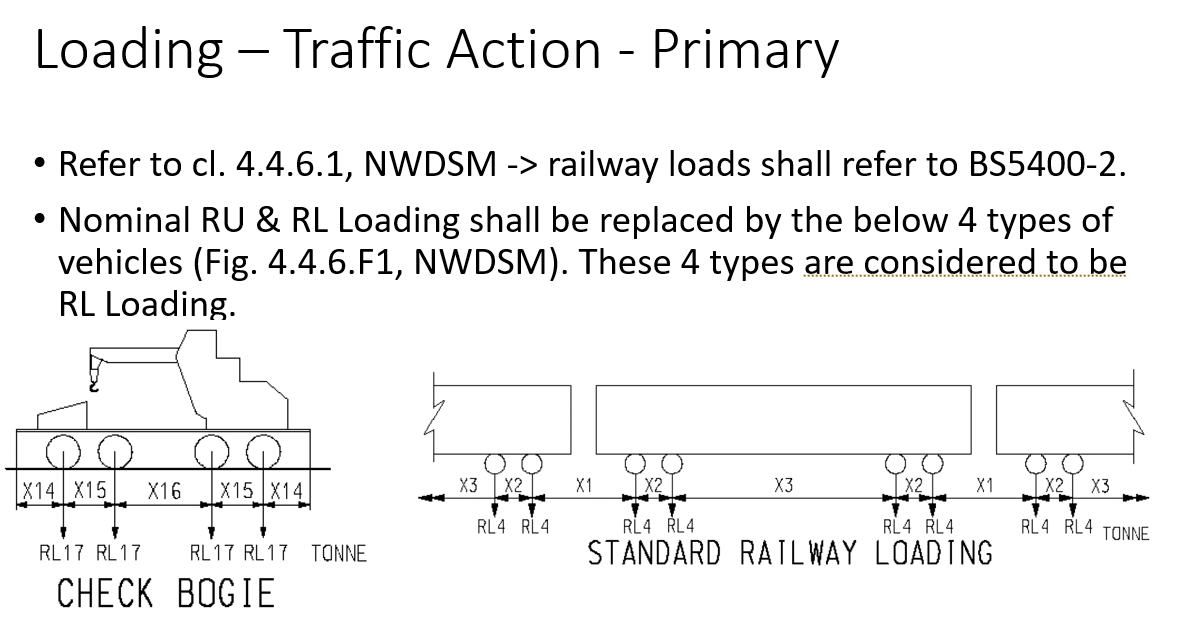 Loading – Traffic Action - Primary
• Refer to cl. 4.4.6.1, NWDSM -> railway loads shall refer to BS5400-2.
• Nominal RU & RL Loading shall be replaced by the below 4 types of
vehicles (Fig. 4.4.6.F1, NWDSM). These 4 types are considered to be
RL Loading.
X14 X15 X16 X15 X14
RL17 RL17 RL17 RL17 TONNE
CHECK BOGIE
X3 X2 X1 X2 X3 X2 X1 X2 X3
RL4 RL4 RL4 RL4 RL4 RL4 RL4 RL4 TONNE
STANDARD RAILWAY LOADING